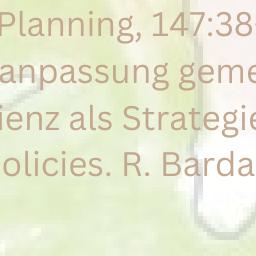 Planning, 147:38-
anpassung geme
ienz als Strategie
olicies. R. Barda